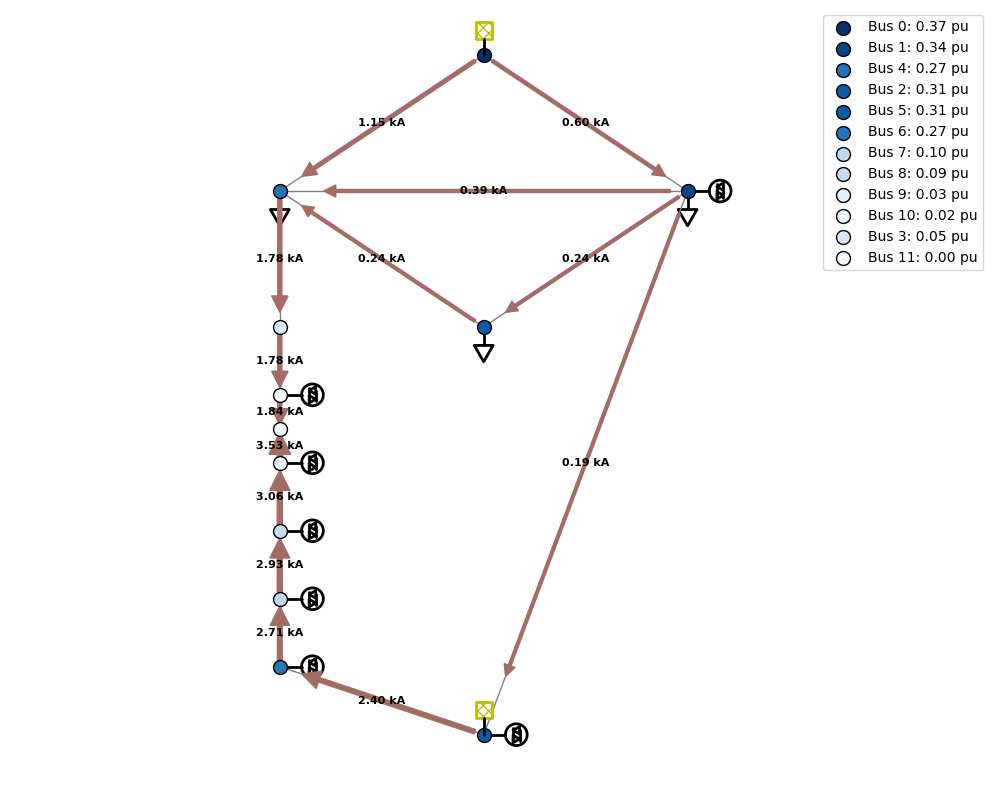 Bus 0: 0.37 pu
Bus 1: 0.34 pu
Bus 4: 0.27 pu
Bus 2: 0.31 pu
Bus 5: 0.31 pu
Bus 6: 0.27 pu
Bus 7: 0.10 pu
Bus 8: 0.09 pu
Bus 9: 0.03 pu
Bus 10: 0.02 pu
Bus 3: 0.05 pu
Bus 11: 0.00 pu
1.15 kA
0.60 kA
0.39 kA
1.78 kA
0.24 kA
0.24 kA
1.78 kA
1.84 kA
3.53 kA
0.19 kA
3.06 kA
2.93 kA
2.71 kA
2.40 kA